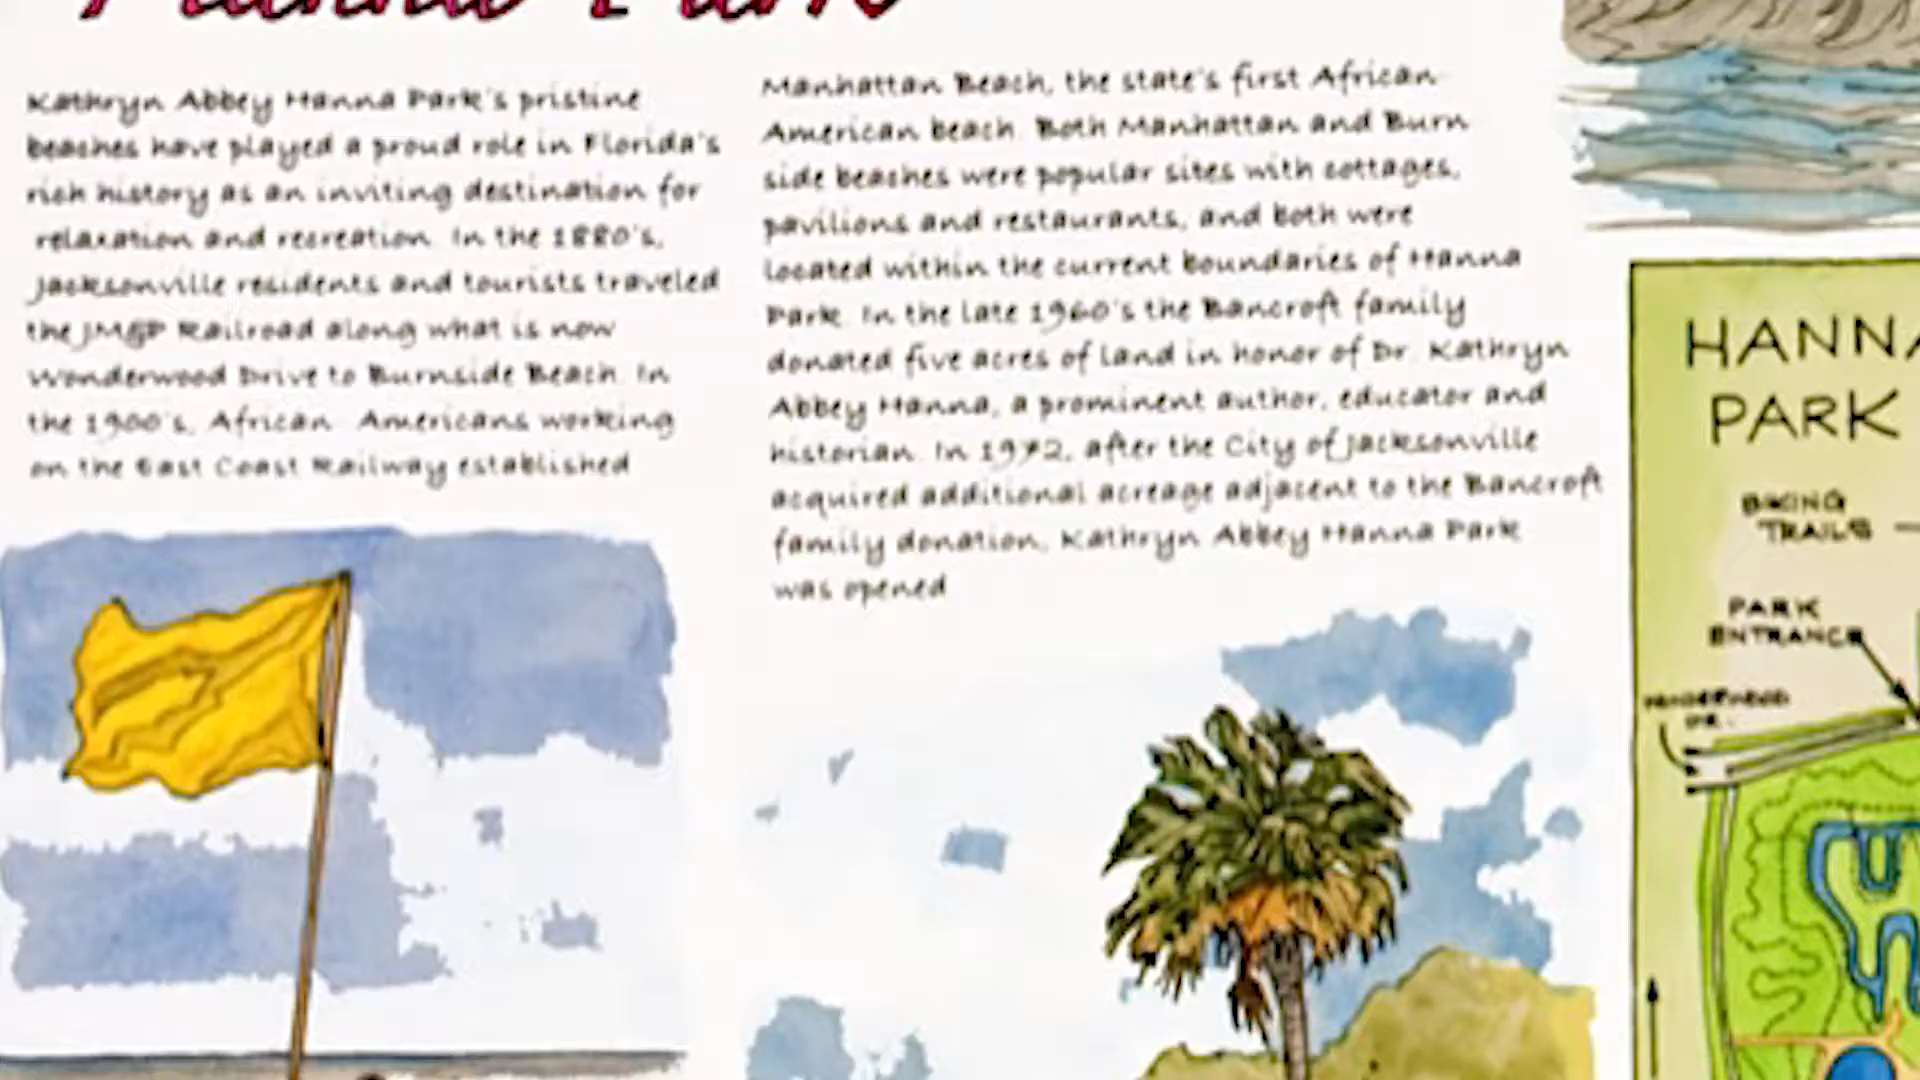 Hanna Park
Kathryn Abbey Hanna Park's pristine
beaches have played a proud role in Florida's
rich history as an inviting destination for
relaxation and recreation. In the 1880's,
Jacksonville residents and tourists traveled
the JM&P Railroad along what is now
Wonderwood Drive to Burnside Beach. In
the 1900's, African-Americans working
on the East Coast Railway established
Manhattan Beach, the state's first African-
American beach. Both Manhattan and Burn-
side beaches were popular sites with cottages,
pavilions and restaurants, and both were
located within the current boundaries of Hanna
Park. In the late 1960's the Bancroft family
donated five acres of land in honor of Dr. Kathryn
Abbey Hanna, a prominent author, educator and
historian. In 1972, after the City of Jacksonville
acquired additional acreage adjacent to the Bancroft
family donation, Kathryn Abbey Hanna Park
was opened
HANNA
PARK
BIKING
TRAILS
PARK
ENTRANCE
WONDERWOOD
DR.